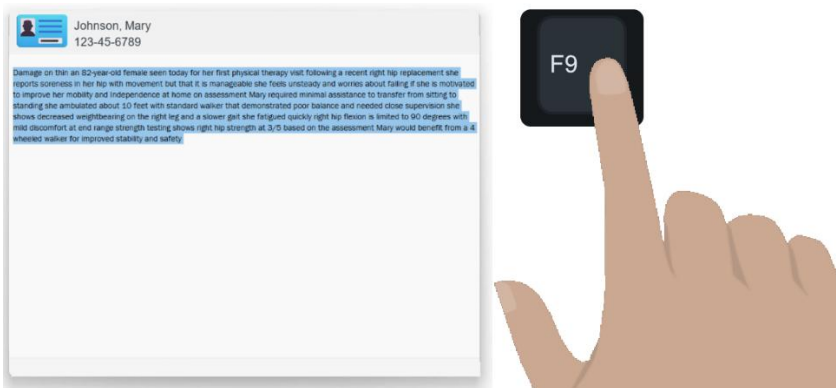 Johnson, Mary
123-45-6789
Damage on thin an 82-year-old female seen today for her first physical therapy visit following a recent right hip replacement she
reports soreness in her hip with movement but that it is manageable she feels unsteady and worries about falling if she is motivated
to improve her mobility and independence at home on assessment Mary required minimal assistance to transfer from sitting to
standing she ambulated about 10 feet with standard walker that demonstrated poor balance and needed close supervision she
shows decreased weightbearing on the right leg and a slower gait she fatigued quickly right hip flexion is limited to 90 degrees with
mild discomfort at end range strength testing shows right hip strength at 3/5 based on the assessment Mary would benefit from a 4
wheeled walker for improved stability and safety
F9